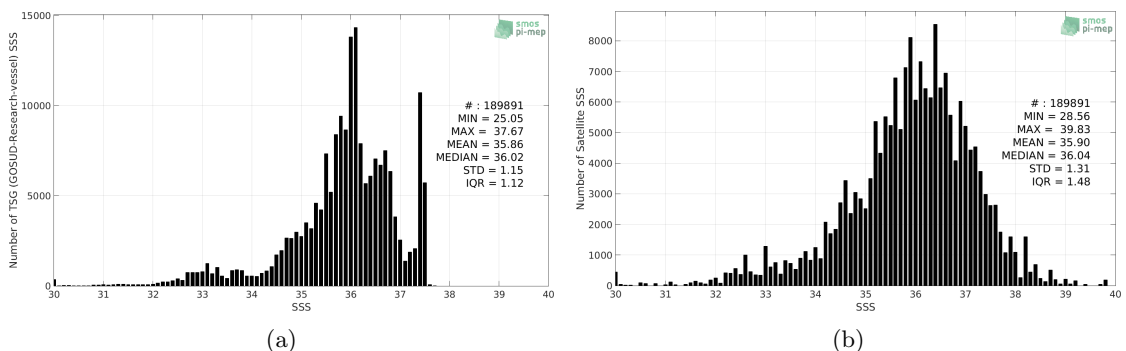 15000
10000
5000
0
Number of TSG (GOSUD-Research-vessel) SSS
smos
pi-mep
# : 189891
MIN = 25.05
MAX = 37.67
MEAN = 35.86
MEDIAN = 36.02
STD = 1.15
IQR = 1.12
30 31 32 33 34 35 36 37 38 39 40
SSS
(a)
8000
7000
6000
5000
4000
3000
2000
1000
0
Number of Satellite SSS
smos
pi-mep
# : 189891
MIN = 28.56
MAX = 39.83
MEAN = 35.90
MEDIAN = 36.04
STD = 1.31
IQR = 1.48
30 31 32 33 34 35 36 37 38 39 40
SSS
(b)